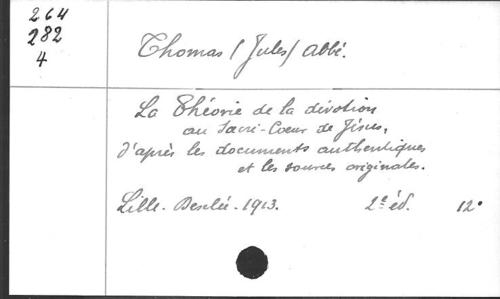 264
282
4
Thomas (Jules) Abbé.
La Théorie de la dévotion
au Sacré-Coeur de Jésus,
d'après les documents authentiques
et les sources originales.
Lille. Desclée. 1913. 2e éd. 12°